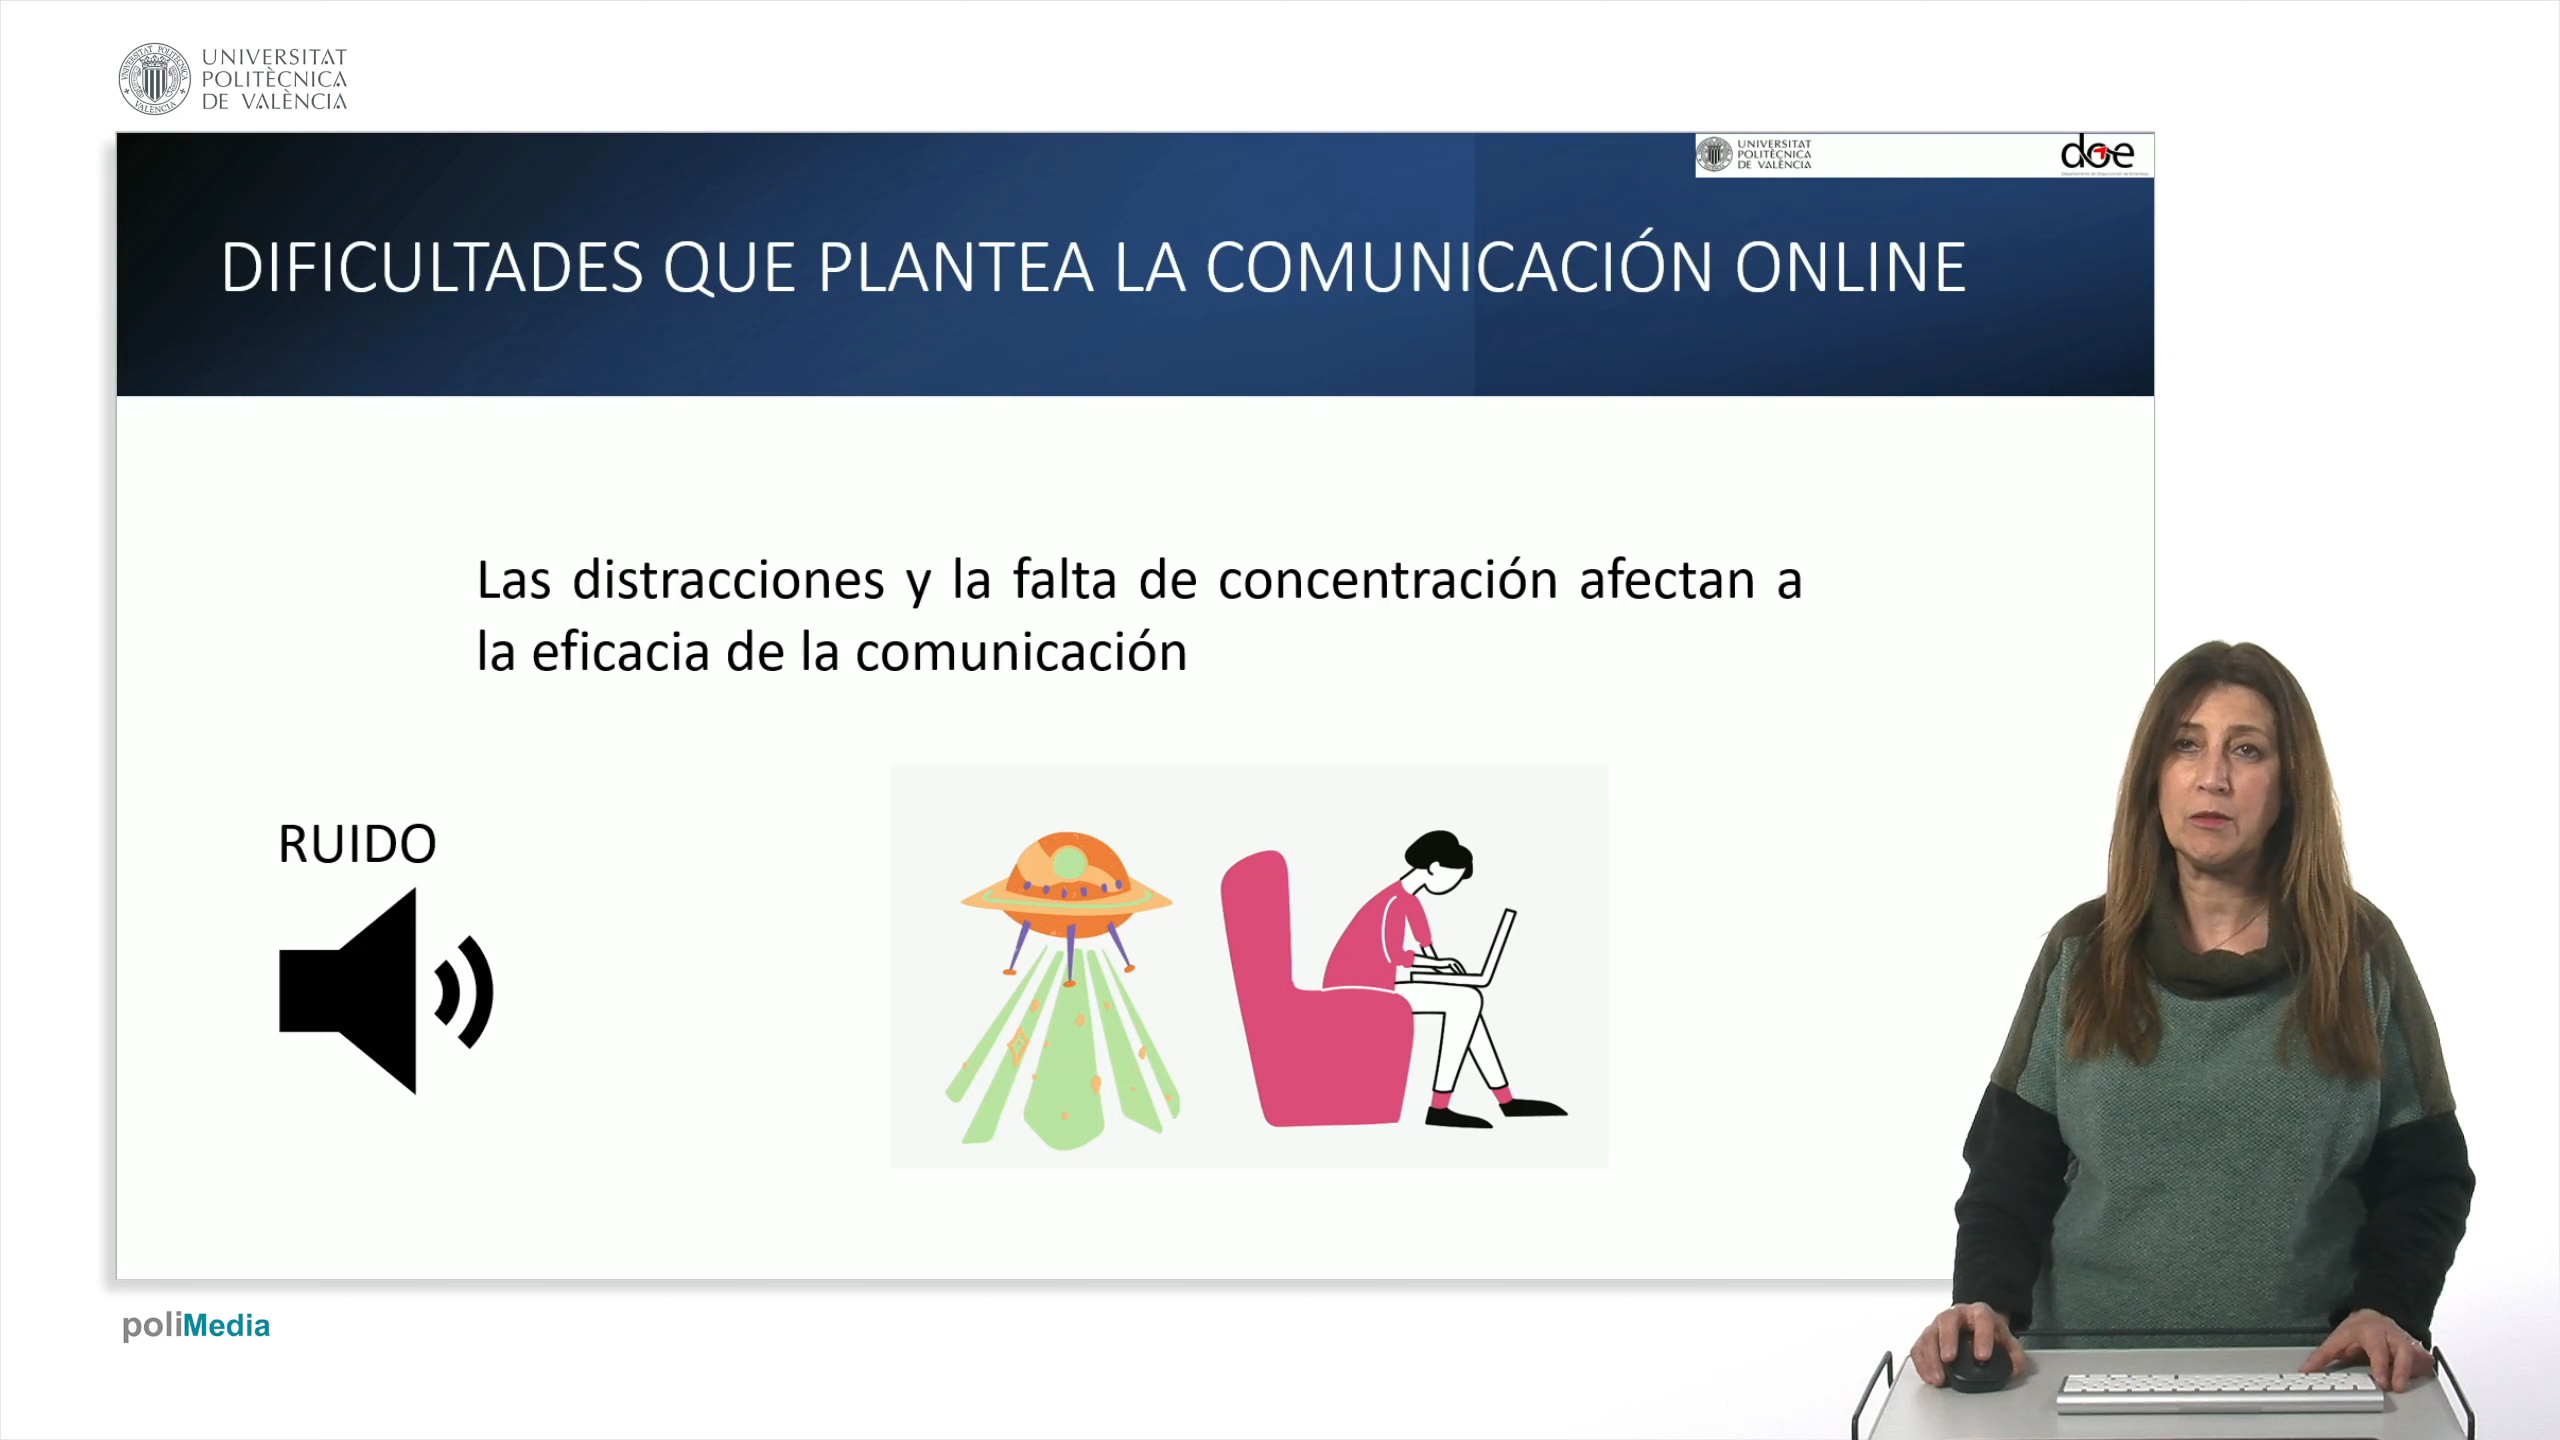 UNIVERSITAT
POLITÈCNICA
DE VALÈNCIA
UNIVERSITAT
POLITÈCNICA
DE VALÈNCIA
doe
DIFICULTADES QUE PLANTEA LA COMUNICACIÓN ONLINE
Las distracciones y la falta de concentración afectan a
la eficacia de la comunicación
RUIDO
poliMedia